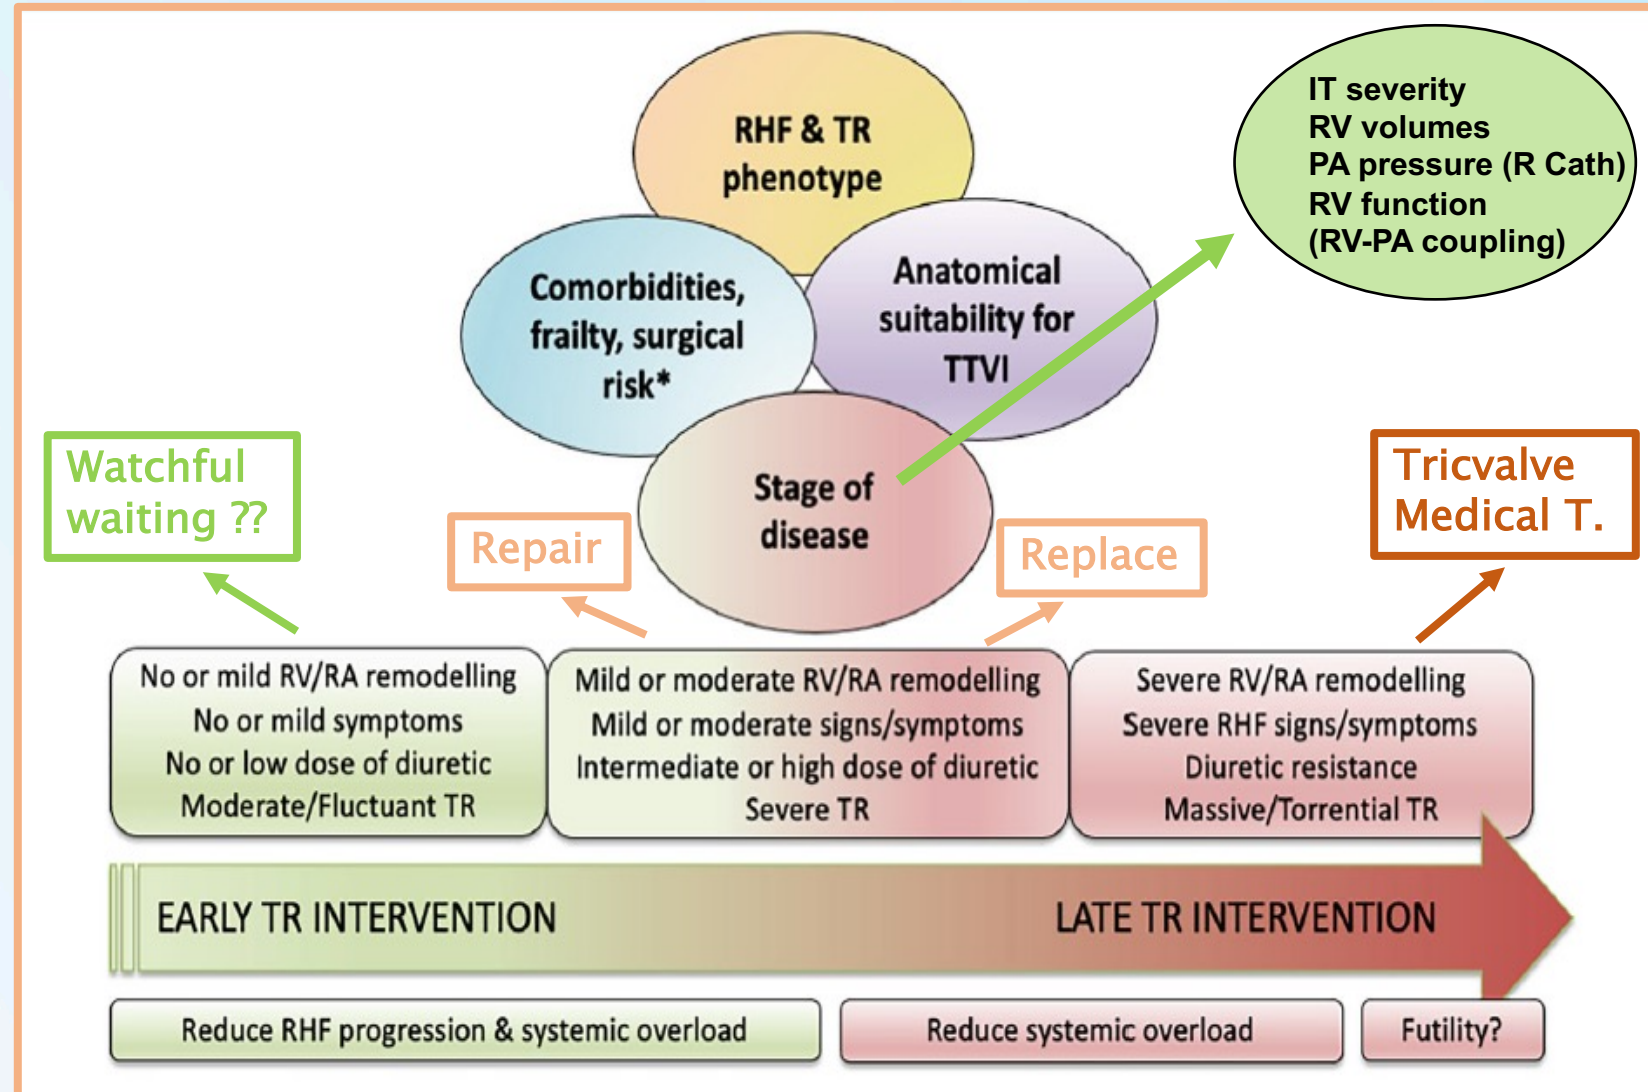 RHF & TR
phenotype
IT severity
RV volumes
PA pressure (R Cath)
RV function
(RV-PA coupling)
Comorbidities,
frailty, surgical
risk*
Anatomical
suitability for
TTVI
Stage of
disease
Watchful
waiting ??
Repair
Replace
Tricvalve
Medical T.
No or mild RV/RA remodelling
No or mild symptoms
No or low dose of diuretic
Moderate/Fluctuant TR
Mild or moderate RV/RA remodelling
Mild or moderate signs/symptoms
Intermediate or high dose of diuretic
Severe TR
Severe RV/RA remodelling
Severe RHF signs/symptoms
Diuretic resistance
Massive/Torrential TR
EARLY TR INTERVENTION
LATE TR INTERVENTION
Reduce RHF progression & systemic overload
Reduce systemic overload
Futility?